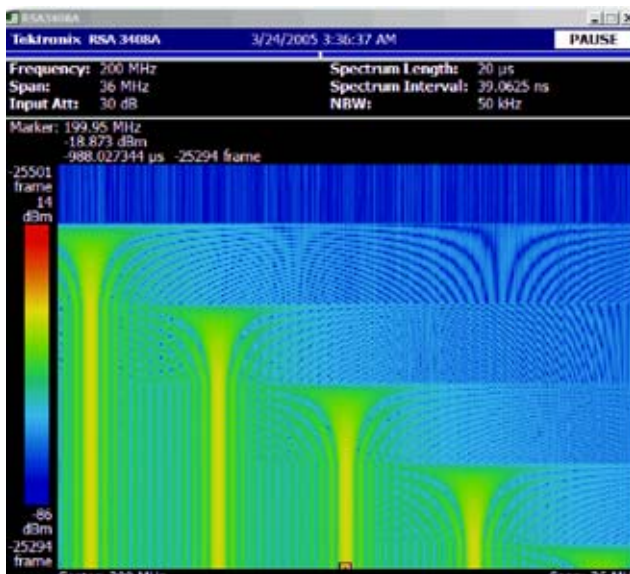 RSA3408A
Tektronix RSA 3408A 3/24/2005 3:36:37 AM PAUSE
Frequency: 200 MHz Spectrum Length: 20 µs
Span: 36 MHz Spectrum Interval: 39.0625 ns
Input Att: 30 dB NBW: 50 kHz
Marker: 199.95 MHz
-18.873 dBm
-988.027344 µs -25294 frame
-25501
frame
14
dBm
-86
dBm
-25294
frame